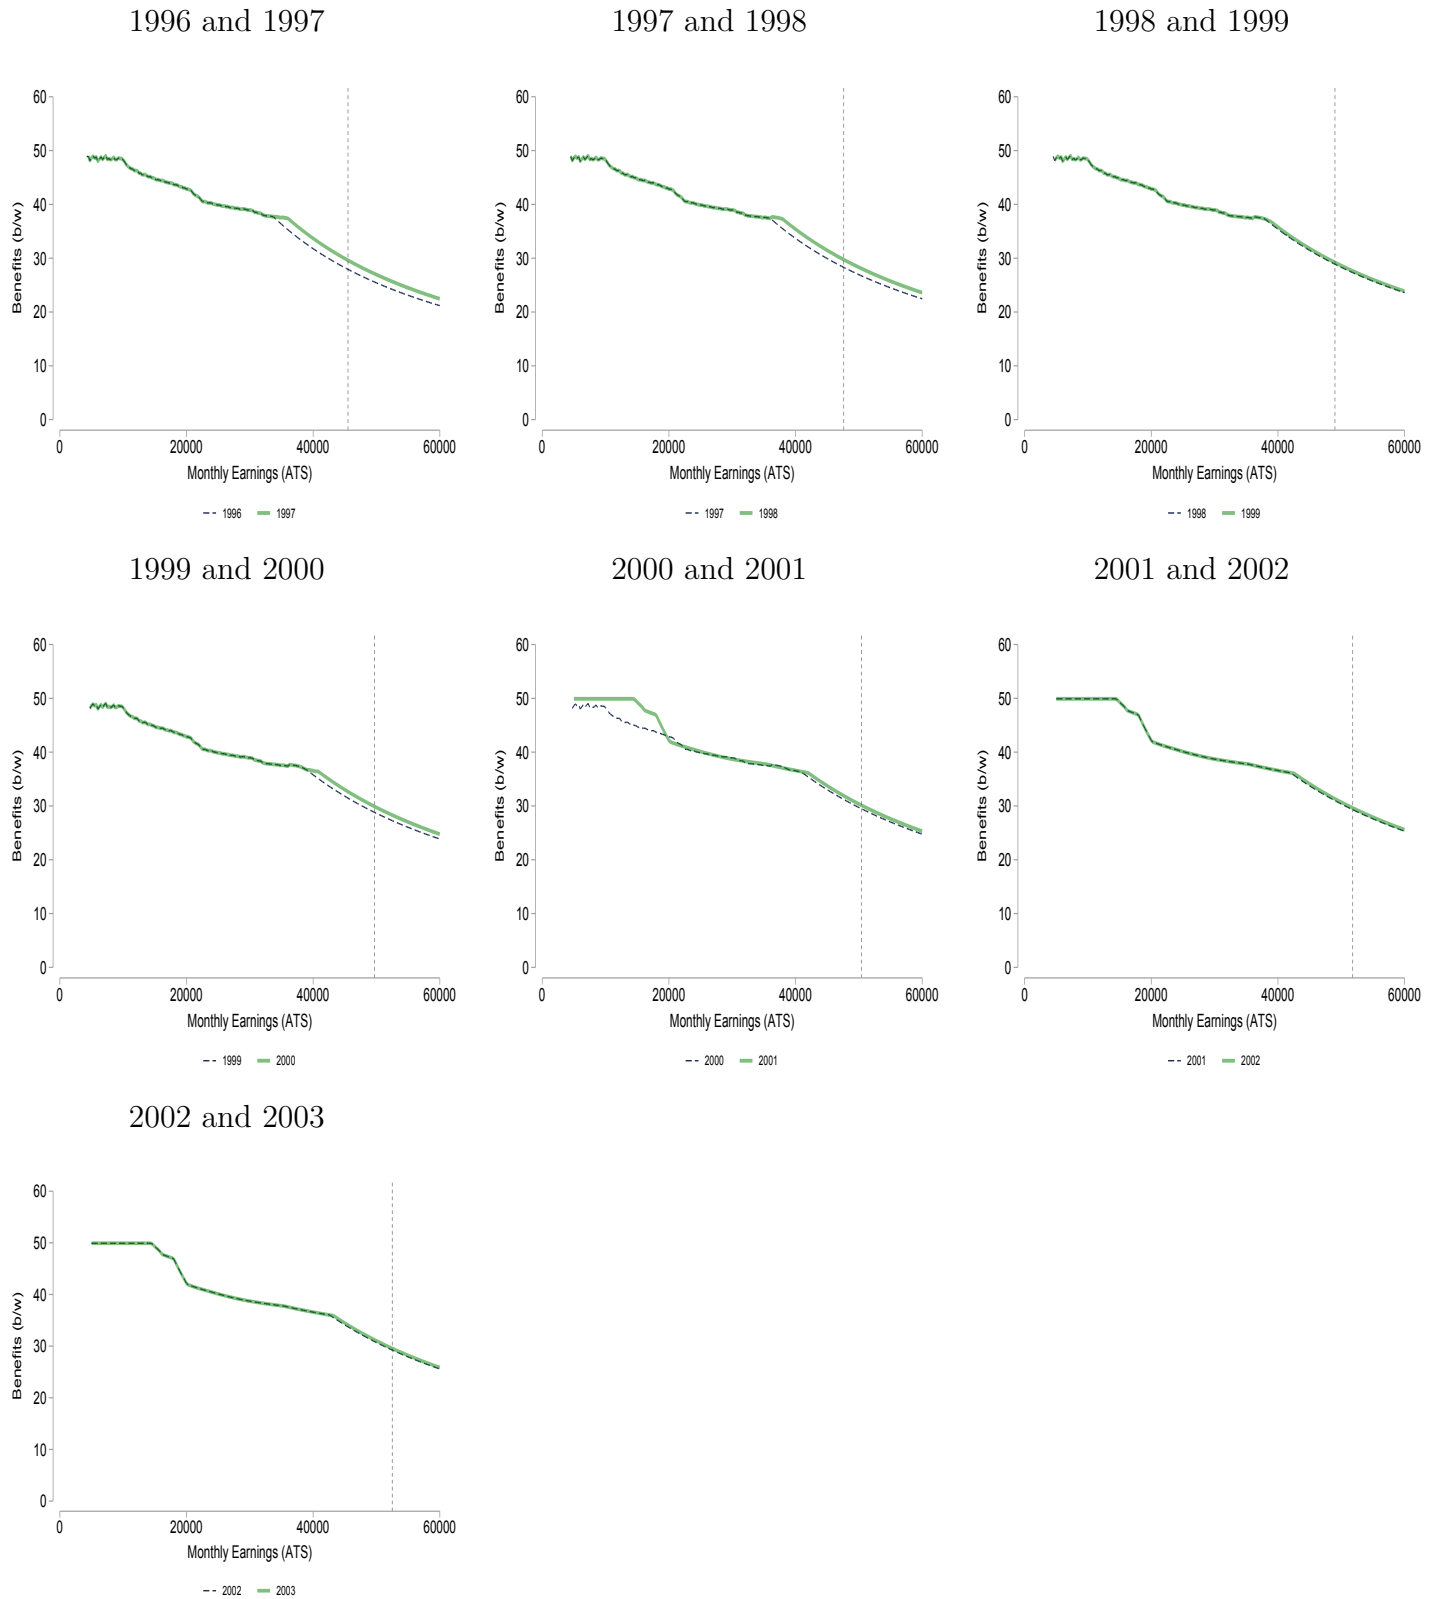 1996 and 1997
1997 and 1998
1998 and 1999
60
50
40
30
20
10
0
Benefits (b/w)
0 20000 40000 60000
Monthly Earnings (ATS)
1996 1997
60
50
40
30
20
10
0
Benefits (b/w)
0 20000 40000 60000
Monthly Earnings (ATS)
1997 1998
60
50
40
30
20
10
0
Benefits (b/w)
0 20000 40000 60000
Monthly Earnings (ATS)
1998 1999
1999 and 2000
2000 and 2001
2001 and 2002
60
50
40
30
20
10
0
Benefits (b/w)
0 20000 40000 60000
Monthly Earnings (ATS)
1999 2000
60
50
40
30
20
10
0
Benefits (b/w)
0 20000 40000 60000
Monthly Earnings (ATS)
2000 2001
60
50
40
30
20
10
0
Benefits (b/w)
0 20000 40000 60000
Monthly Earnings (ATS)
2001 2002
2002 and 2003
60
50
40
30
20
10
0
Benefits (b/w)
0 20000 40000 60000
Monthly Earnings (ATS)
2002 2003